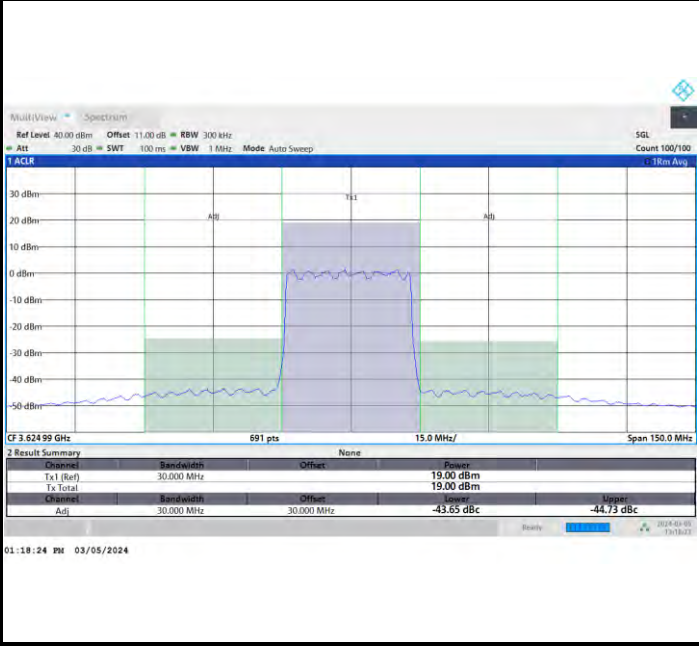 MultiView Spectrum
Ref Level 40.00 dBm Offset 11.00 dB RBW 300 kHz SGL
Att 30 dB SWT 100 ms VBW 1 MHz Mode Auto Sweep Count 100/100
1 ACLR 1Rm Avg
30 dBm
Tx1
20 dBm
Adj Adj
10 dBm
0 dBm
-10 dBm
-20 dBm
-30 dBm
-40 dBm
-50 dBm
CF 3.62499 GHz 691 pts 15.0 MHz/ Span 150.0 MHz
2 Result Summary None
Channel Bandwidth Offset Power
Tx1 (Ref) 30.000 MHz 19.00 dBm
Tx Total 19.00 dBm
Channel Bandwidth Offset Lower Upper
Adj 30.000 MHz 30.000 MHz -43.65 dBc -44.73 dBc
Ready 2024-03-05
01:18:24 PM 03/05/2024